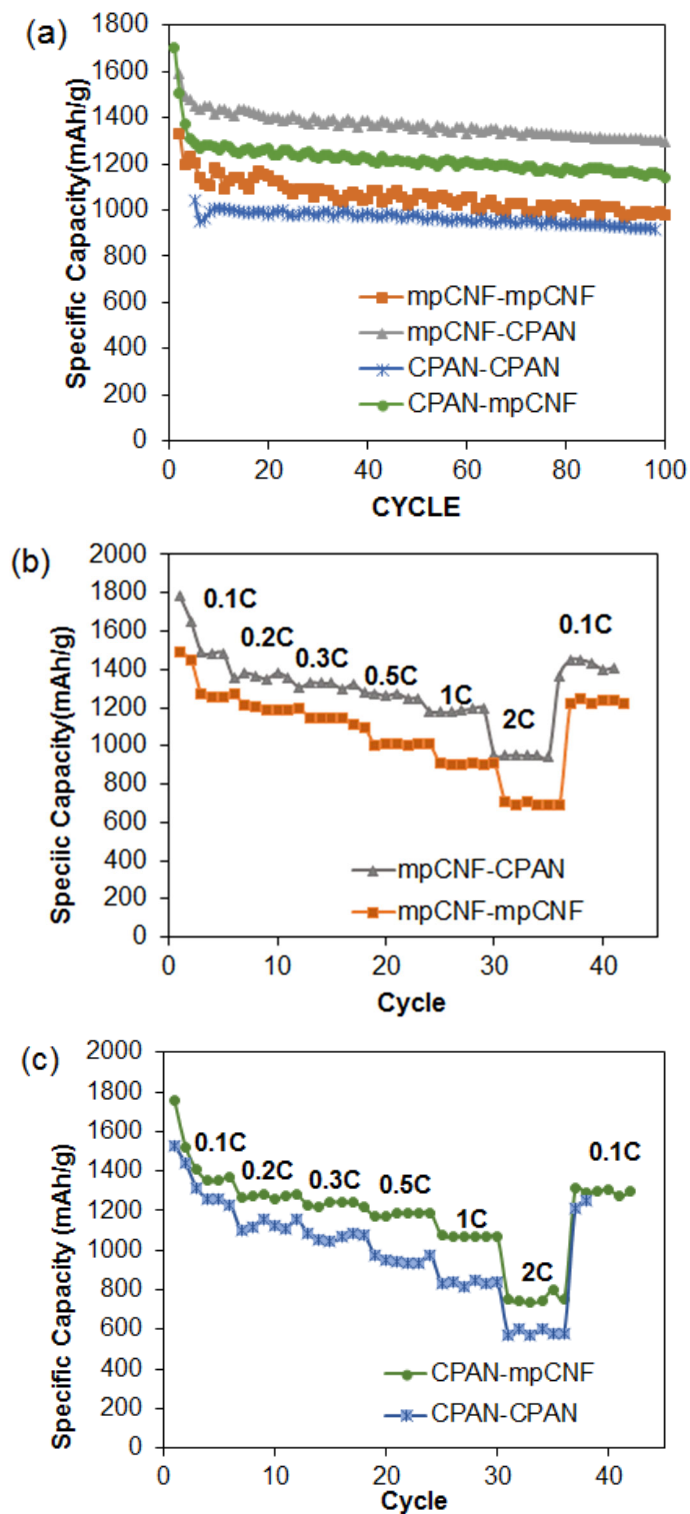 (a)
Specific Capacity(mAh/g)
1800
1600
1400
1200
1000
800
600
400
200
0
mpCNF-mpCNF
mpCNF-CPAN
CPAN-CPAN
CPAN-mpCNF
0 20 40 60 80 100
CYCLE
(b)
Speciic Capacity(mAh/g)
2000
1800
1600
1400
1200
1000
800
600
400
200
0
0.1C
0.2C
0.3C
0.5C
1C
2C
0.1C
mpCNF-CPAN
mpCNF-mpCNF
0 10 20 30 40
Cycle
(c)
Specific Capacity (mAh/g)
2000
1800
1600
1400
1200
1000
800
600
400
200
0
0.1C
0.2C
0.3C
0.5C
1C
2C
0.1C
CPAN-mpCNF
CPAN-CPAN
0 10 20 30 40
Cycle